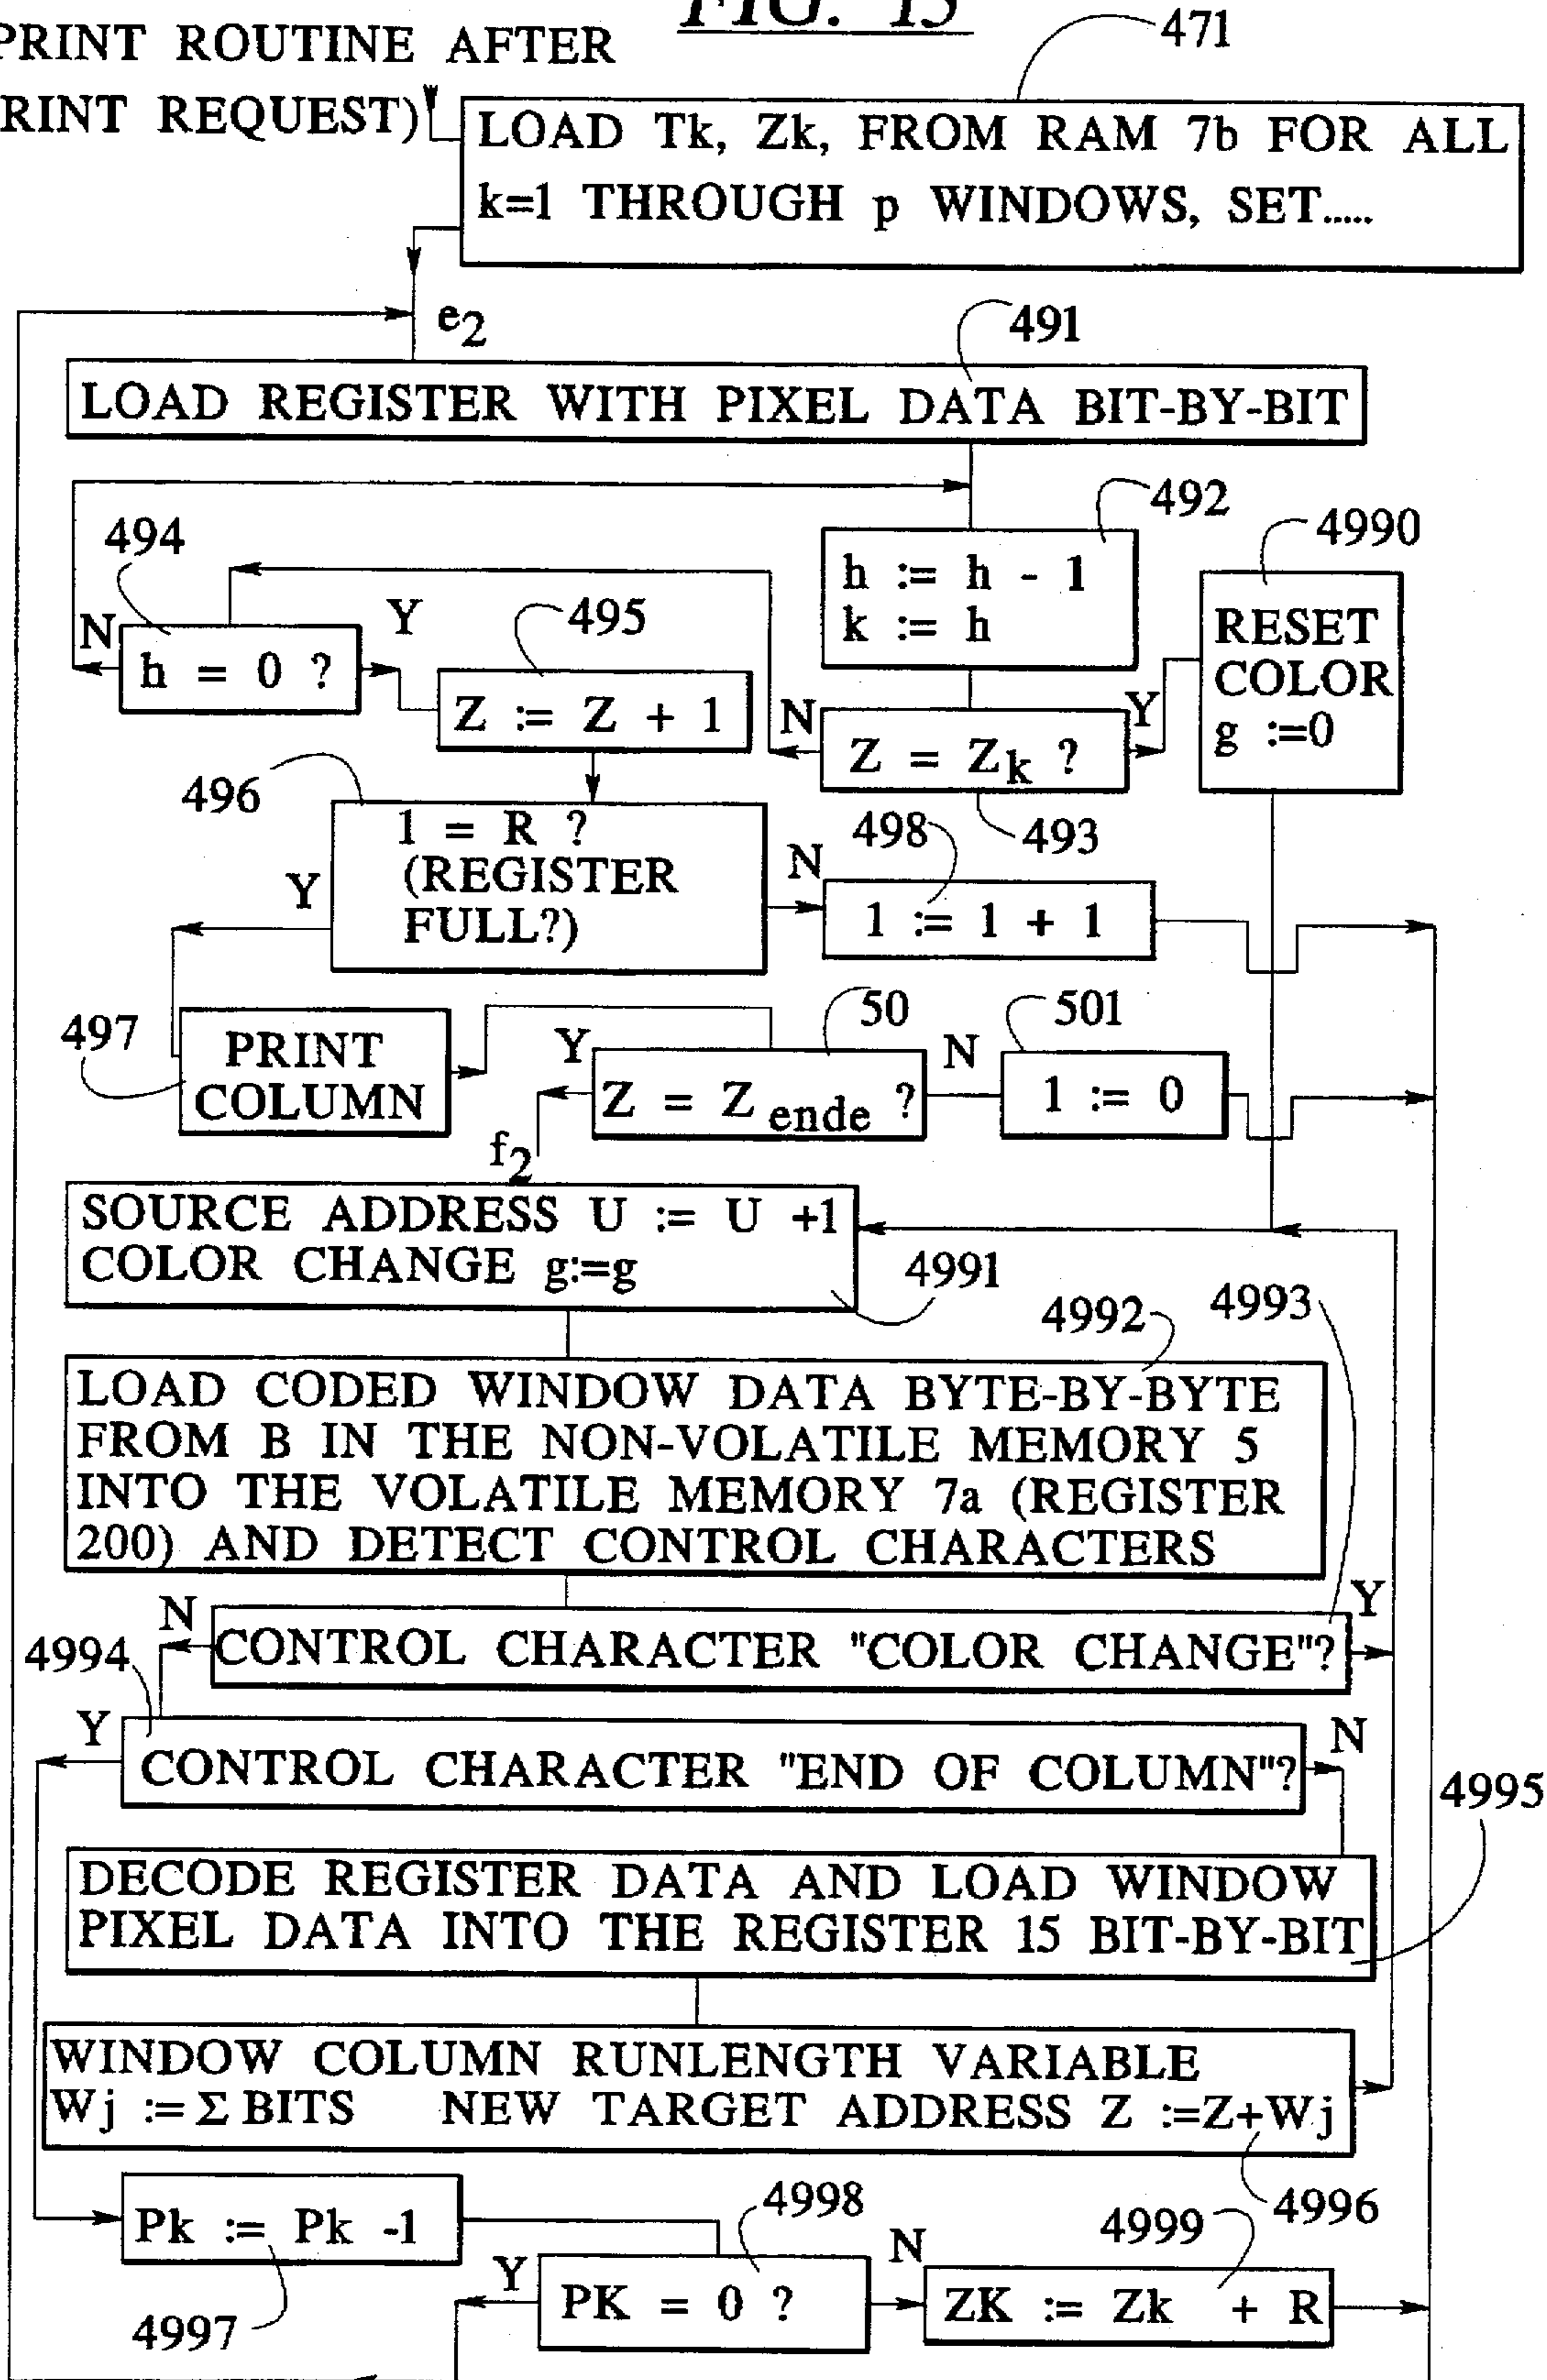 FIG. 15
PRINT ROUTINE AFTER
RINT REQUEST)
471
LOAD Tk, Zk, FROM RAM 7b FOR ALL
k=1 THROUGH p WINDOWS, SET.....
e2
491
LOAD REGISTER WITH PIXEL DATA BIT-BY-BIT
492
h := h - 1
k := h
4990
RESET
COLOR
g :=0
494
N
h = 0 ?
Y
495
Z := Z + 1
N
Z = Zk ?
Y
493
496
1 = R ?
(REGISTER
FULL?)
Y
N
498
1 := 1 + 1
497
PRINT
COLUMN
50
Y
Z = Z ende ?
N
501
1 := 0
f2
SOURCE ADDRESS U := U +1
COLOR CHANGE g:=g
4991
4992
4993
LOAD CODED WINDOW DATA BYTE-BY-BYTE
FROM B IN THE NON-VOLATILE MEMORY 5
INTO THE VOLATILE MEMORY 7a (REGISTER
200) AND DETECT CONTROL CHARACTERS
N
CONTROL CHARACTER "COLOR CHANGE"?
Y
4994
Y
CONTROL CHARACTER "END OF COLUMN"?
N
4995
DECODE REGISTER DATA AND LOAD WINDOW
PIXEL DATA INTO THE REGISTER 15 BIT-BY-BIT
WINDOW COLUMN RUNLENGTH VARIABLE
Wj := Σ BITS NEW TARGET ADDRESS Z :=Z+Wj
4996
Pk := Pk -1
4997
4998
Y
PK = 0 ?
N
4999
ZK := Zk + R